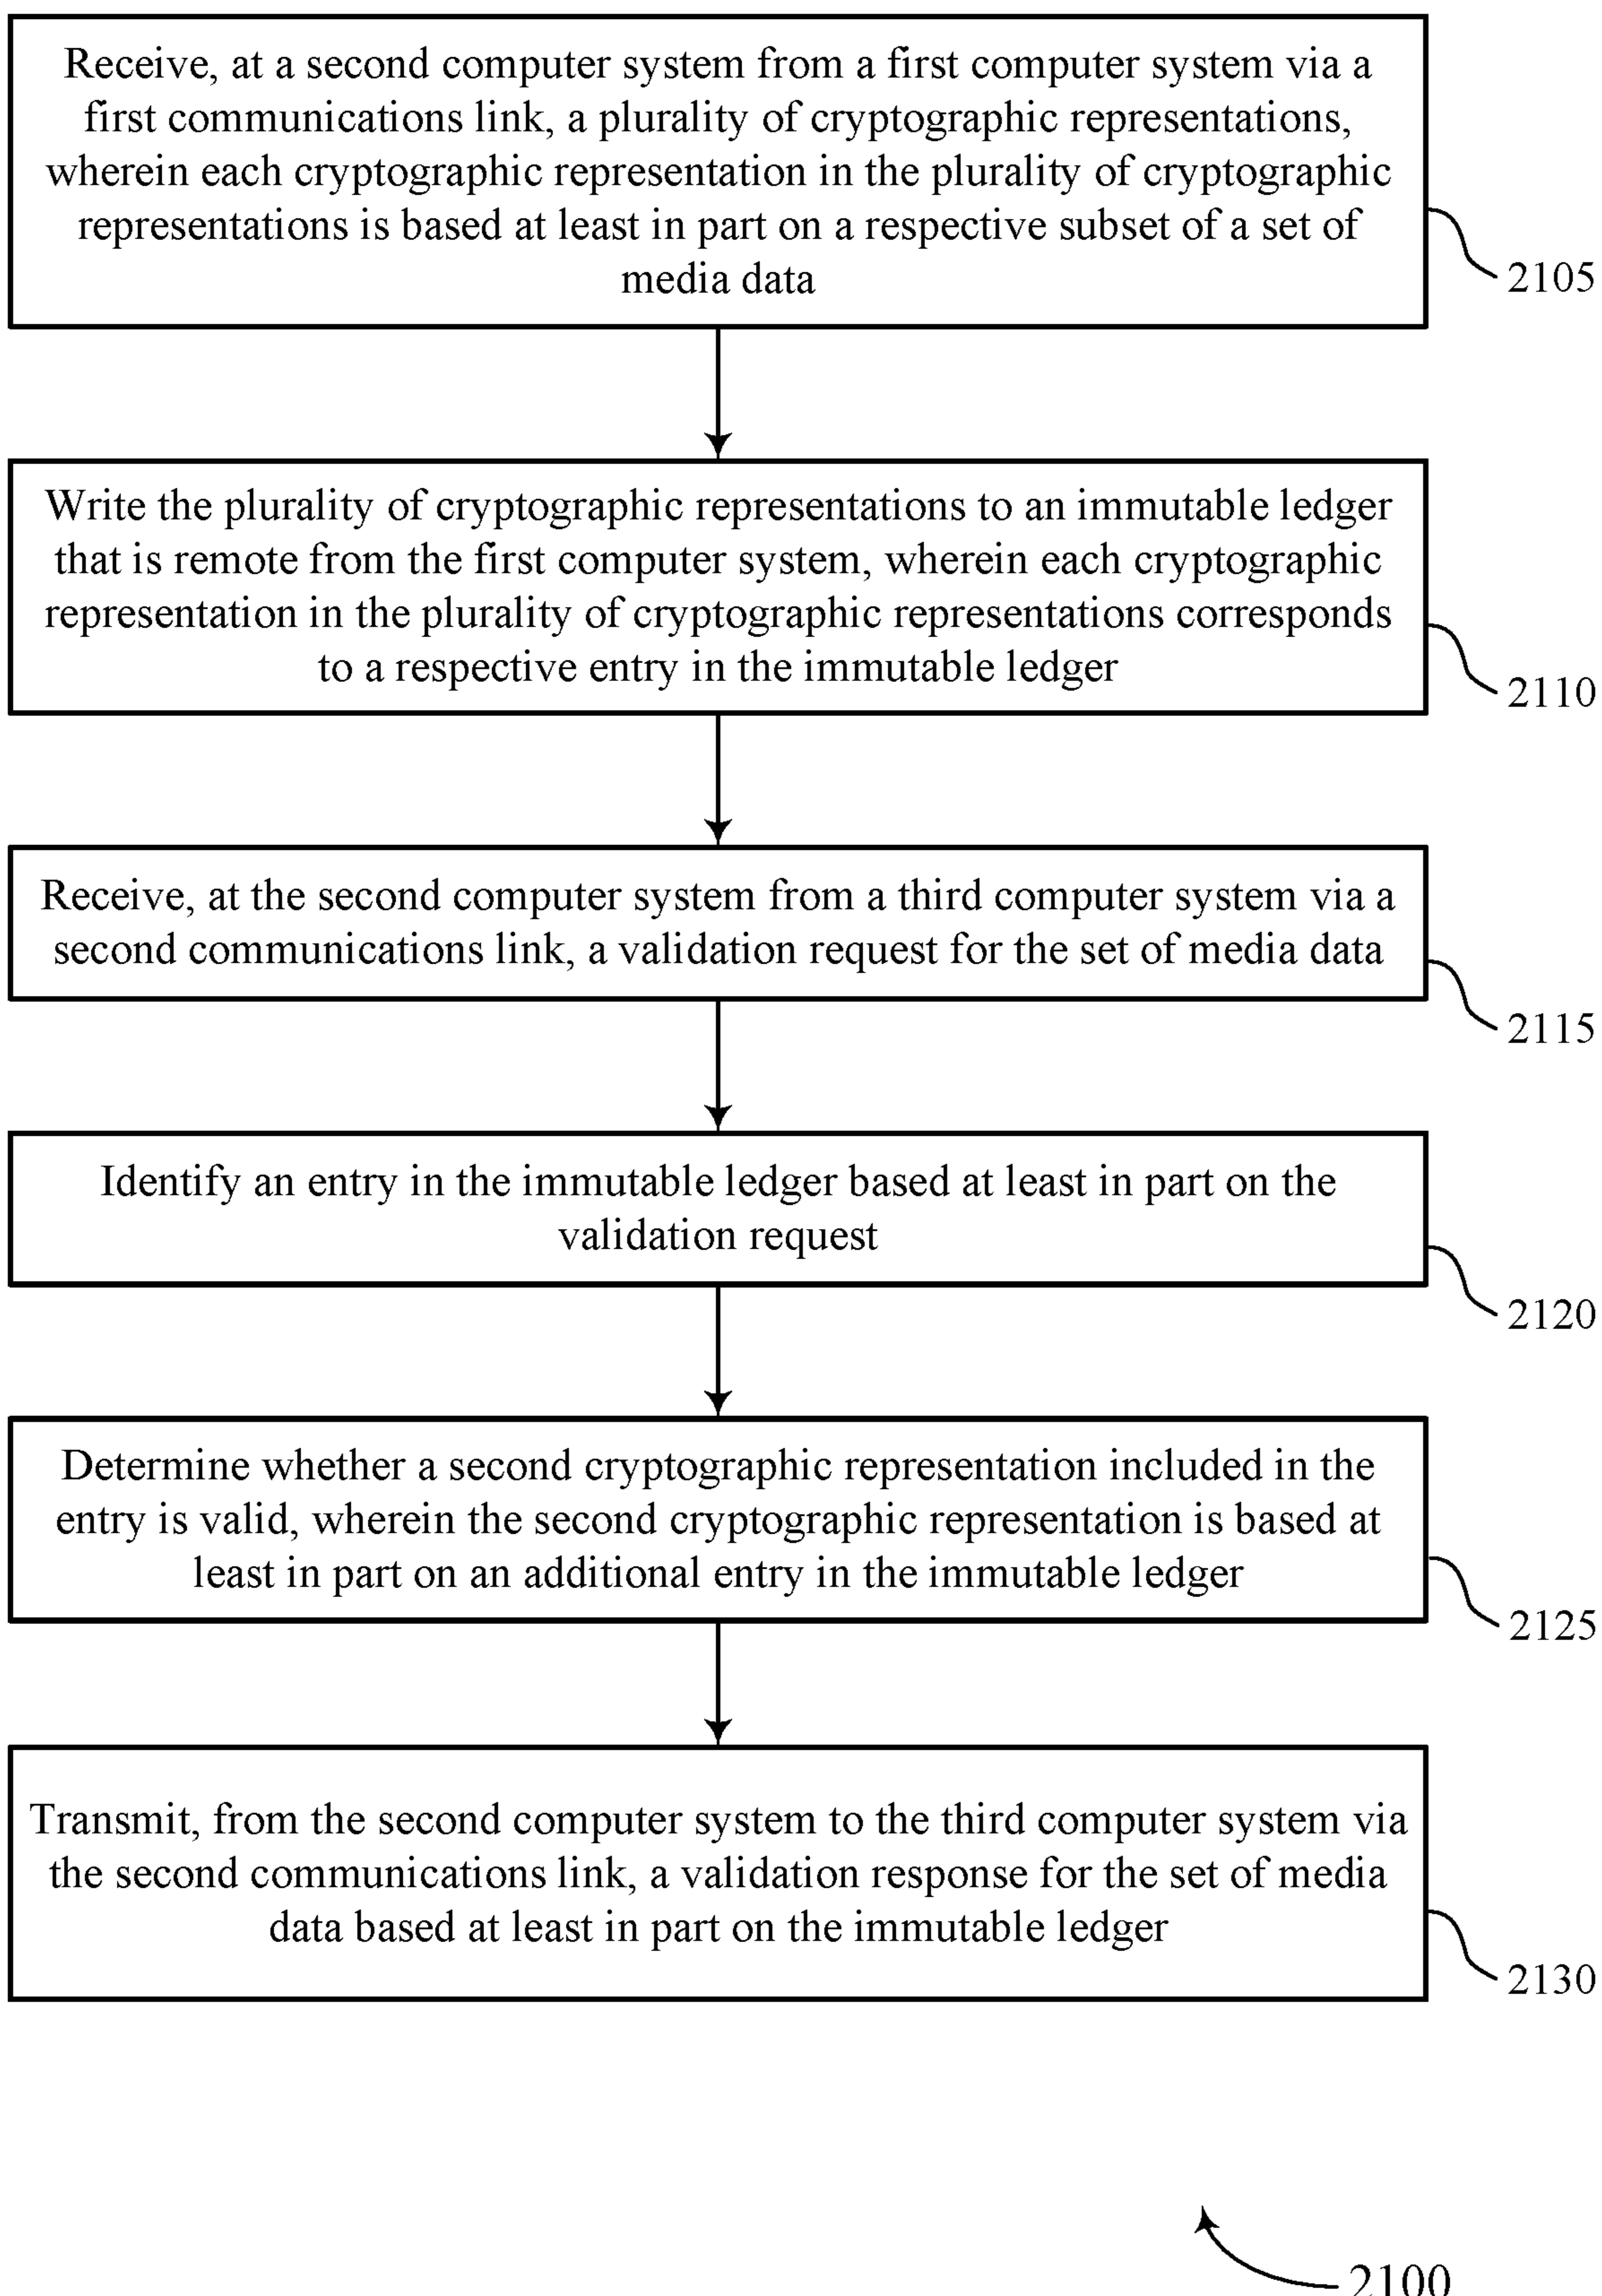 Receive, at a second computer system from a first computer system via a
first communications link, a plurality of cryptographic representations,
wherein each cryptographic representation in the plurality of cryptographic
representations is based at least in part on a respective subset of a set of
media data
2105
Write the plurality of cryptographic representations to an immutable ledger
that is remote from the first computer system, wherein each cryptographic
representation in the plurality of cryptographic representations corresponds
to a respective entry in the immutable ledger
2110
Receive, at the second computer system from a third computer system via a
second communications link, a validation request for the set of media data
2115
Identify an entry in the immutable ledger based at least in part on the
validation request
2120
Determine whether a second cryptographic representation included in the
entry is valid, wherein the second cryptographic representation is based at
least in part on an additional entry in the immutable ledger
2125
Transmit, from the second computer system to the third computer system via
the second communications link, a validation response for the set of media
data based at least in part on the immutable ledger
2130
2100